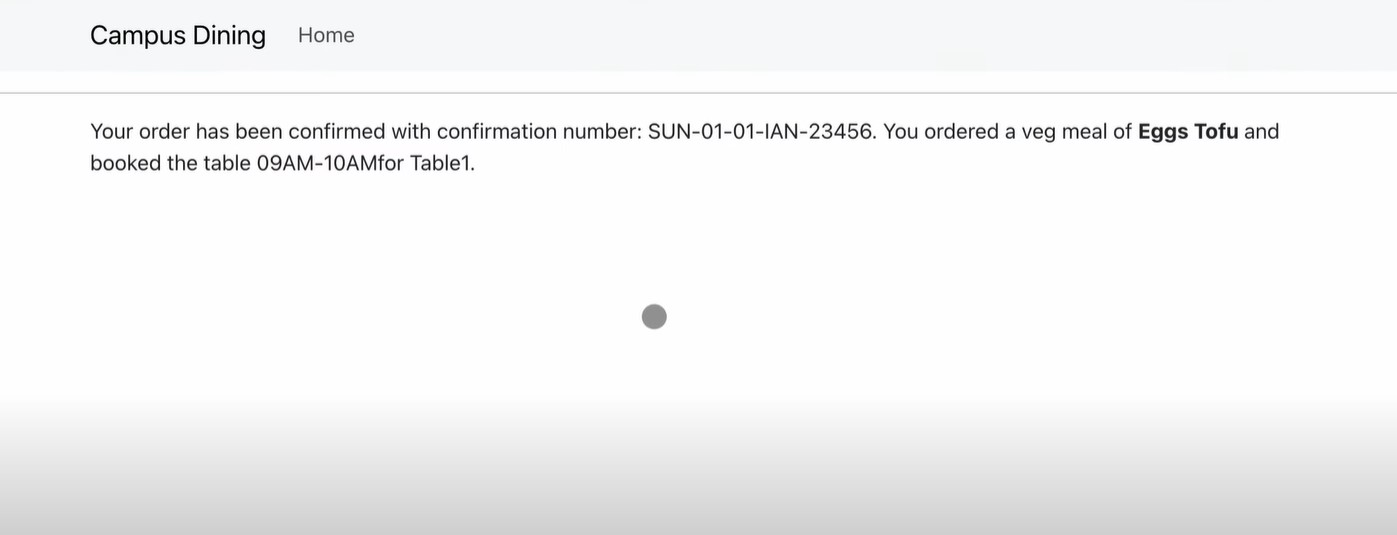 Campus Dining Home
Your order has been confirmed with confirmation number: SUN-01-01-IAN-23456. You ordered a veg meal of Eggs Tofu and
booked the table 09AM-10AMfor Table1.